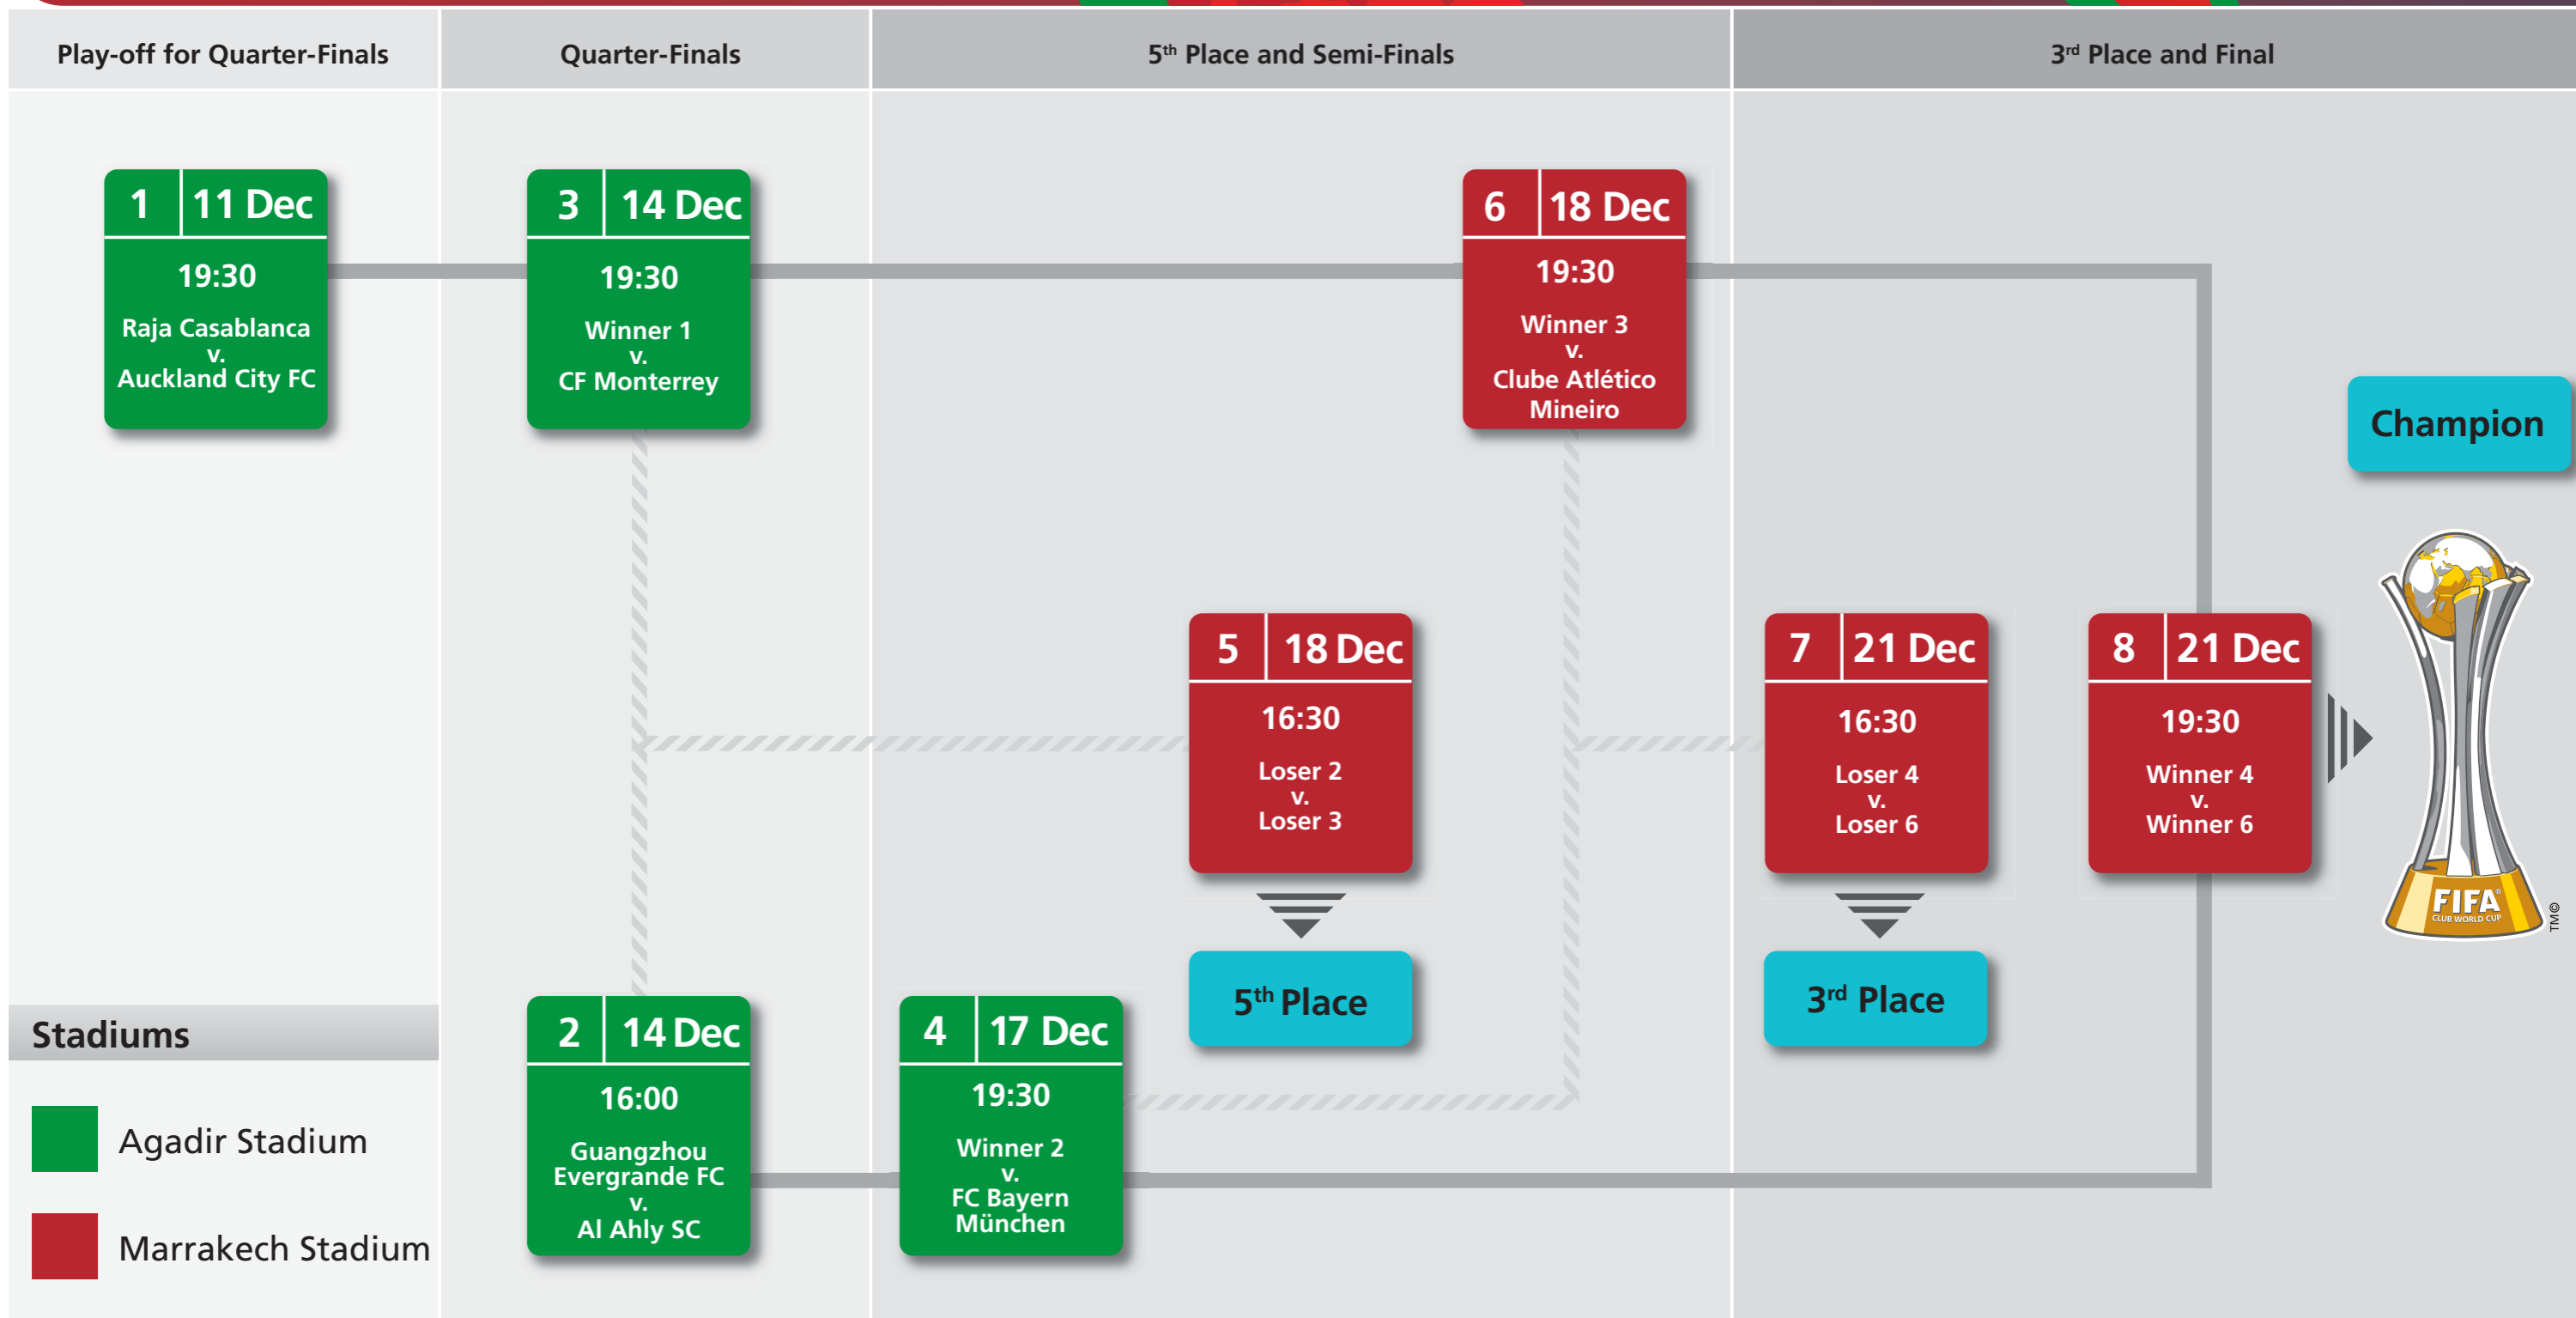 Play-off for Quarter-Finals
Quarter-Finals
5th Place and Semi-Finals
3rd Place and Final
1 11 Dec
19:30
Raja Casablanca
v.
Auckland City FC
3 14 Dec
19:30
Winner 1
v.
CF Monterrey
6 18 Dec
19:30
Winner 3
v.
Clube Atlético
Mineiro
Champion
5 18 Dec
16:30
Loser 2
v.
Loser 3
5th Place
7 21 Dec
16:30
Loser 4
v.
Loser 6
3rd Place
8 21 Dec
19:30
Winner 4
v.
Winner 6
FIFA®
CLUB WORLD CUP
TM©
2 14 Dec
16:00
Guangzhou
Evergrande FC
v.
Al Ahly SC
4 17 Dec
19:30
Winner 2
v.
FC Bayern
München
Stadiums
Agadir Stadium
Marrakech Stadium